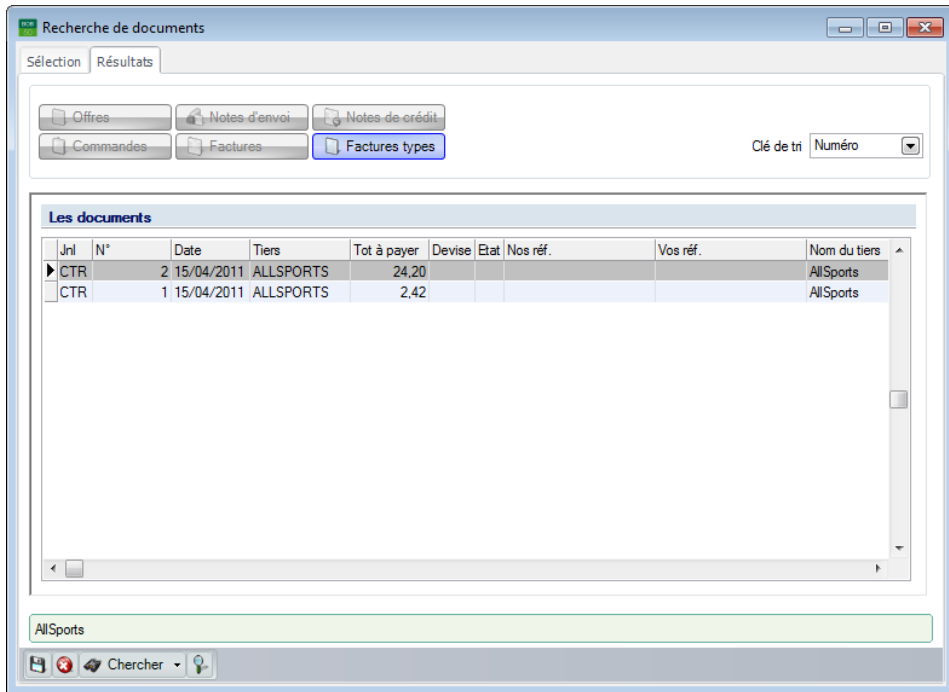 Recherche de documents
Sélection Résultats
Offres Notes d'envoi Notes de crédit
Commandes Factures Factures types Clé de tri Numéro
Les documents
Jnl N° Date Tiers Tot à payer Devise Etat Nos réf. Vos réf. Nom du tiers
CTR 2 15/04/2011 ALLSPORTS 24,20 AllSports
CTR 1 15/04/2011 ALLSPORTS 2,42 AllSports
AllSports
Chercher